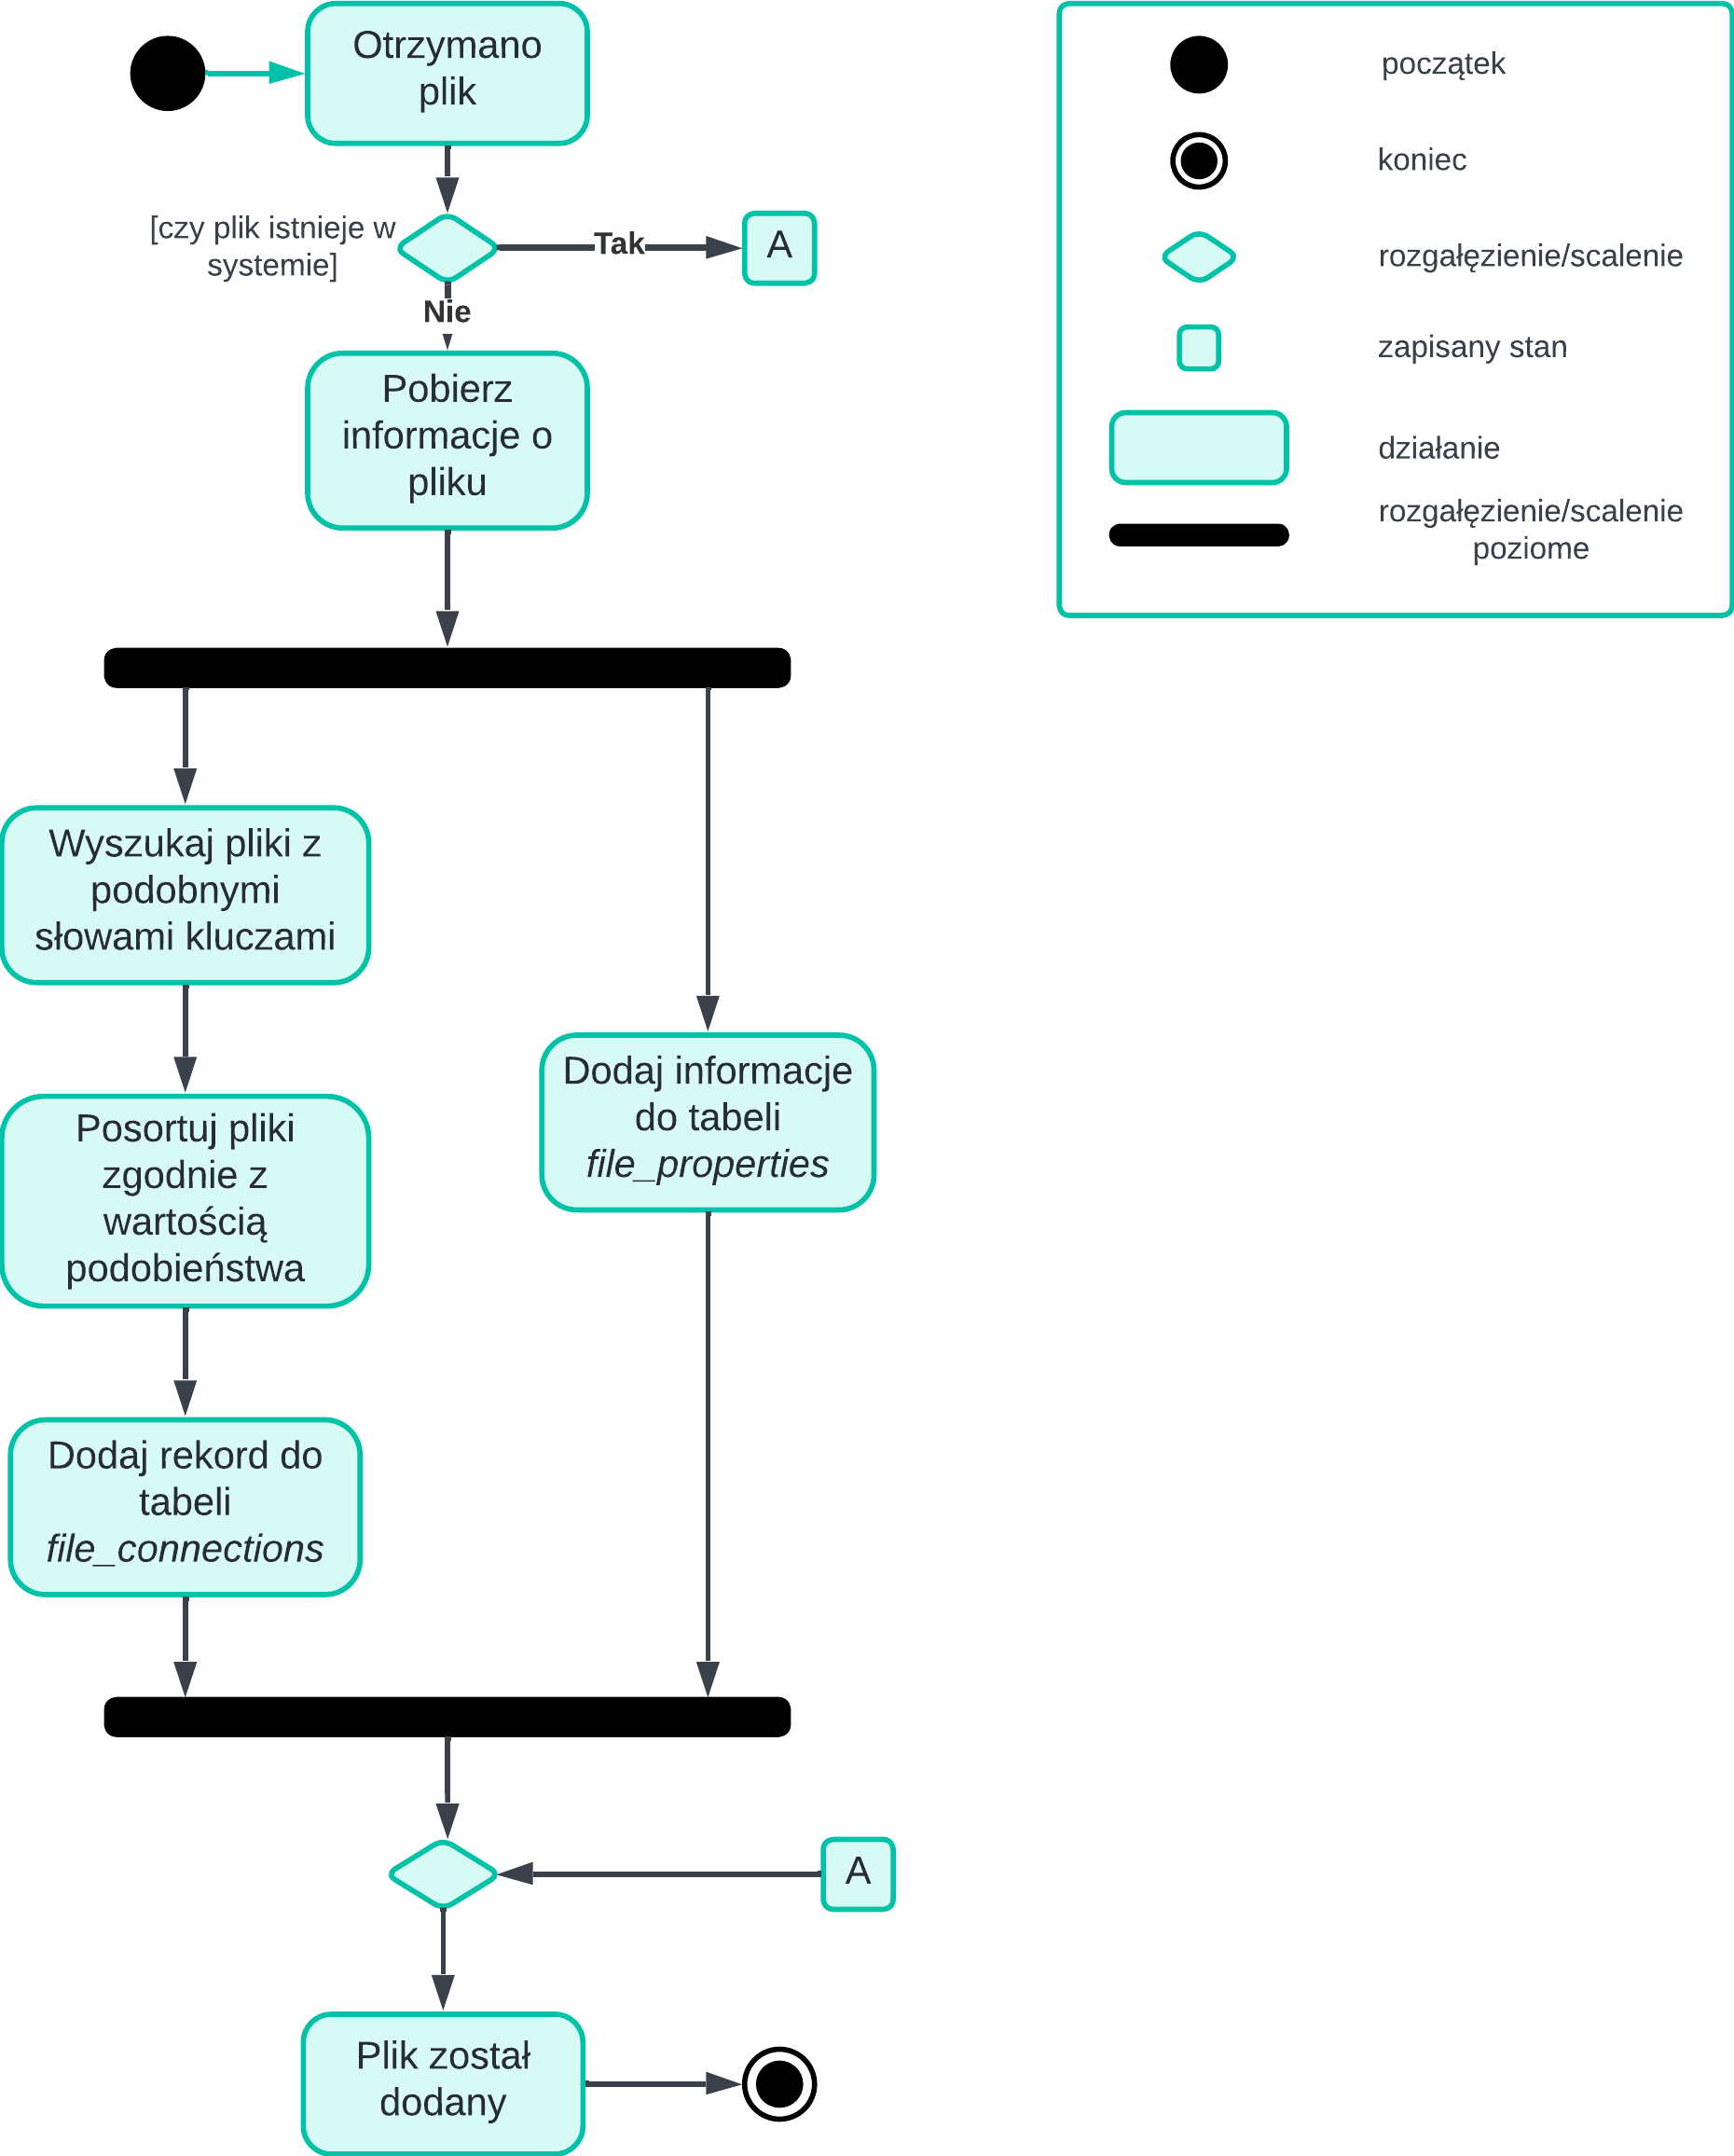 Otrzymano
plik
[czy plik istnieje w
systemie]
Tak
A
Nie
Pobierz
informacje o
pliku
Wyszukaj pliki z
podobnymi
słowami kluczami
Posortuj pliki
zgodnie z
wartością
podobieństwa
Dodaj informacje
do tabeli
file_properties
Dodaj rekord do
tabeli
file_connections
A
Plik został
dodany
początek
koniec
rozgałęzienie/scalenie
zapisany stan
działanie
rozgałęzienie/scalenie
poziome